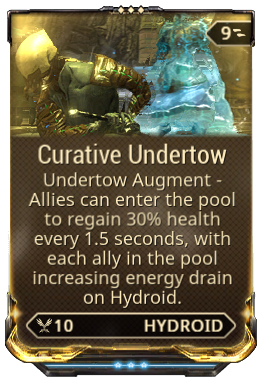 9
Curative Undertow
Undertow Augment -
Allies can enter the pool
to regain 30% health
every 1.5 seconds, with
each ally in the pool
increasing energy drain
on Hydroid.
10 HYDROID